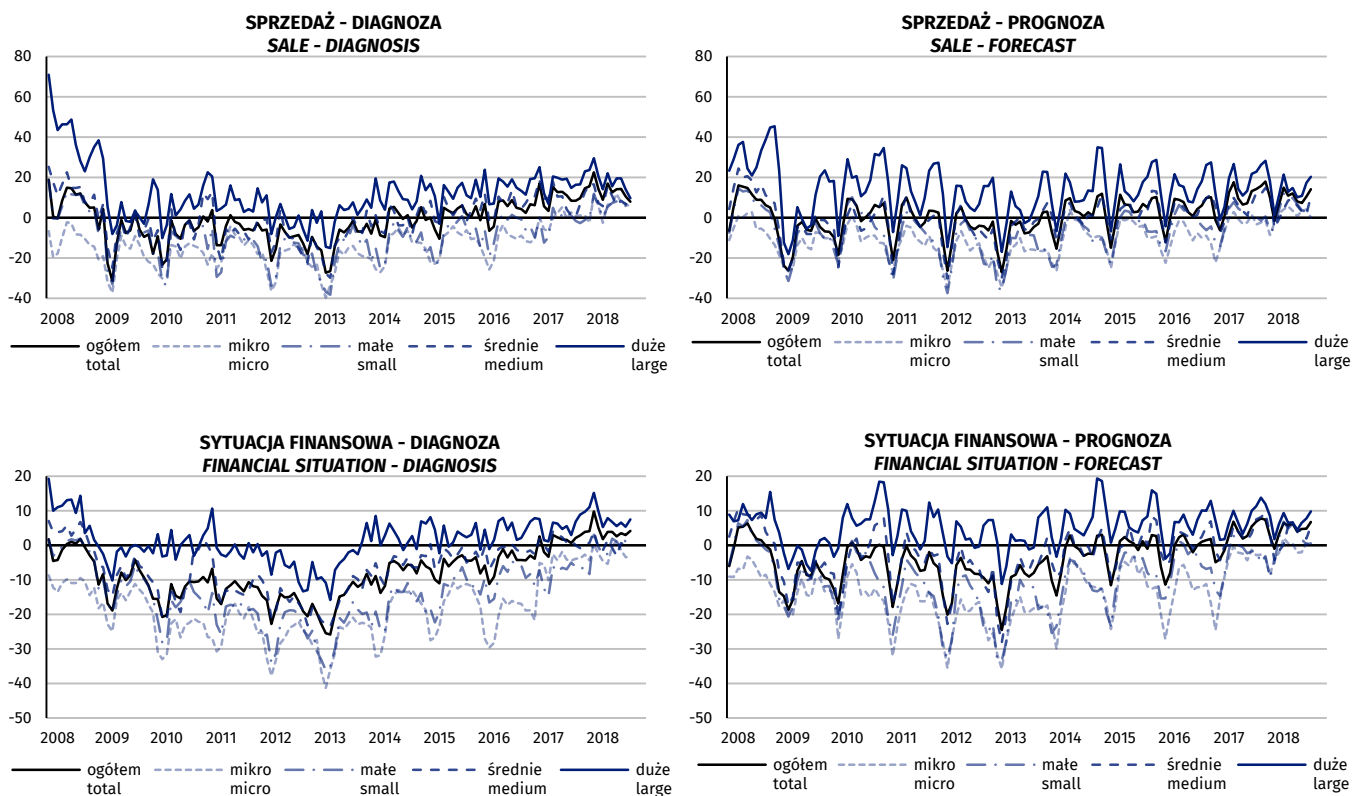 SPRZEDAŻ - DIAGNOZA
SALE - DIAGNOSIS
80
60
40
20
0
-20
-40
2008 2009 2010 2011 2012 2013 2014 2015 2016 2017 2018
ogółem mikro małe średnie duże
total micro small medium large
SPRZEDAŻ - PROGNOZA
SALE - FORECAST
80
60
40
20
0
-20
-40
2008 2009 2010 2011 2012 2013 2014 2015 2016 2017 2018
ogółem mikro małe średnie duże
total micro small medium large
SYTUACJA FINANSOWA - DIAGNOZA
FINANCIAL SITUATION - DIAGNOSIS
20
10
0
-10
-20
-30
-40
-50
2008 2009 2010 2011 2012 2013 2014 2015 2016 2017 2018
ogółem mikro małe średnie duże
total micro small medium large
SYTUACJA FINANSOWA - PROGNOZA
FINANCIAL SITUATION - FORECAST
20
10
0
-10
-20
-30
-40
-50
2008 2009 2010 2011 2012 2013 2014 2015 2016 2017 2018
ogółem mikro małe średnie duże
total micro small medium large